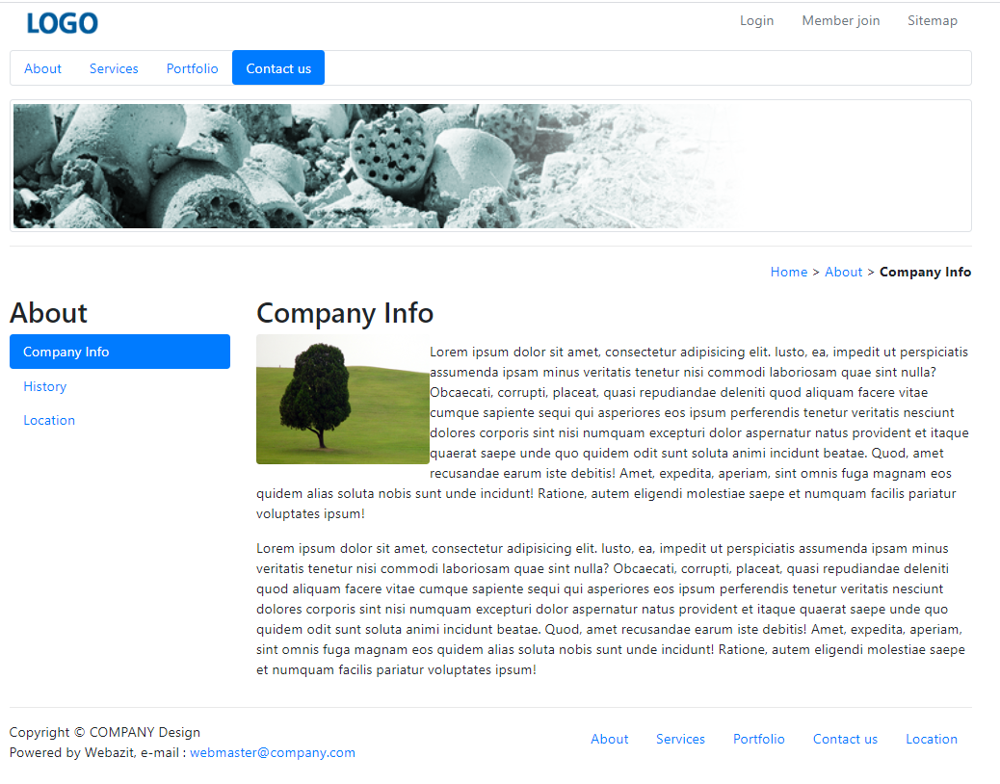 LOGO
Login Member join Sitemap
About Services Portfolio Contact us
Home > About > Company Info
About
Company Info
History
Location
Company Info
Lorem ipsum dolor sit amet, consectetur adipisicing elit. Iusto, ea, impedit ut perspiciatis
assumenda ipsam minus veritatis tenetur nisi commodi laboriosam quae sint nulla?
Obcaecati, corrupti, placeat, quasi repudiandae deleniti quod aliquam facere vitae
cumque sapiente sequi qui asperiores eos ipsum perferendis tenetur veritatis nesciunt
dolores corporis sint nisi numquam excepturi dolor aspernatur natus provident et itaque
quaerat saepe unde quo quidem odit sunt soluta animi incidunt beatae. Quod, amet
recusandae earum iste debitis! Amet, expedita, aperiam, sint omnis fuga magnam eos
quidem alias soluta nobis sunt unde incidunt! Ratione, autem eligendi molestiae saepe et numquam facilis pariatur
voluptates ipsum!
Lorem ipsum dolor sit amet, consectetur adipisicing elit. Iusto, ea, impedit ut perspiciatis assumenda ipsam minus
veritatis tenetur nisi commodi laboriosam quae sint nulla? Obcaecati, corrupti, placeat, quasi repudiandae deleniti
quod aliquam facere vitae cumque sapiente sequi qui asperiores eos ipsum perferendis tenetur veritatis nesciunt
dolores corporis sint nisi numquam excepturi dolor aspernatur natus provident et itaque quaerat saepe unde quo
quidem odit sunt soluta animi incidunt beatae. Quod, amet recusandae earum iste debitis! Amet, expedita, aperiam,
sint omnis fuga magnam eos quidem alias soluta nobis sunt unde incidunt! Ratione, autem eligendi molestiae saepe
et numquam facilis pariatur voluptates ipsum!
Copyright © COMPANY Design
Powered by Webazit, e-mail : webmaster@company.com
About Services Portfolio Contact us Location